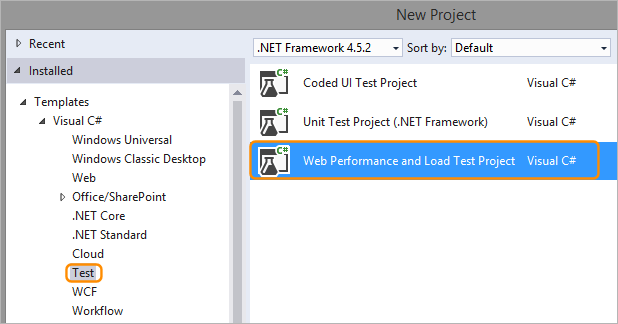 New Project
Recent
Installed
Templates
Visual C#
Windows Universal
Windows Classic Desktop
Web
Office/SharePoint
.NET Core
.NET Standard
Cloud
Test
WCF
Workflow
.NET Framework 4.5.2 Sort by: Default
C# Coded UI Test Project Visual C#
C# Unit Test Project (.NET Framework) Visual C#
C# Web Performance and Load Test Project Visual C#